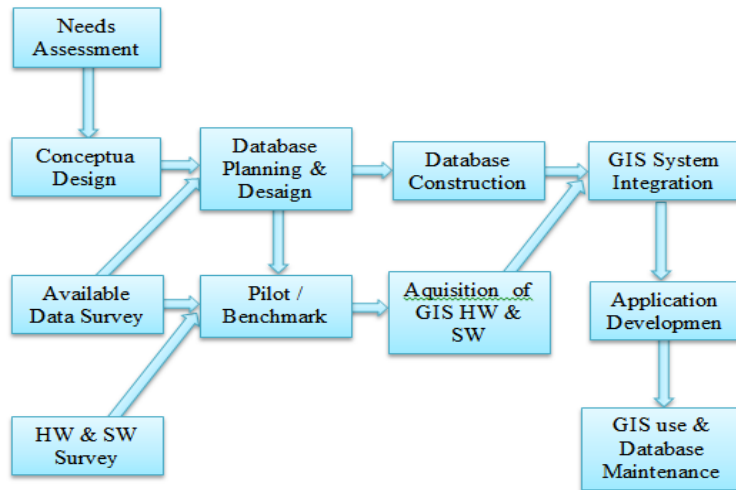 Needs
Assessment
Conceptua
Design
Database
Planning &
Desaign
Database
Construction
GIS System
Integration
Available
Data Survey
Pilot /
Benchmark
Aquisition of
GIS HW &
SW
Application
Developmen
HW & SW
Survey
GIS use &
Database
Maintenance